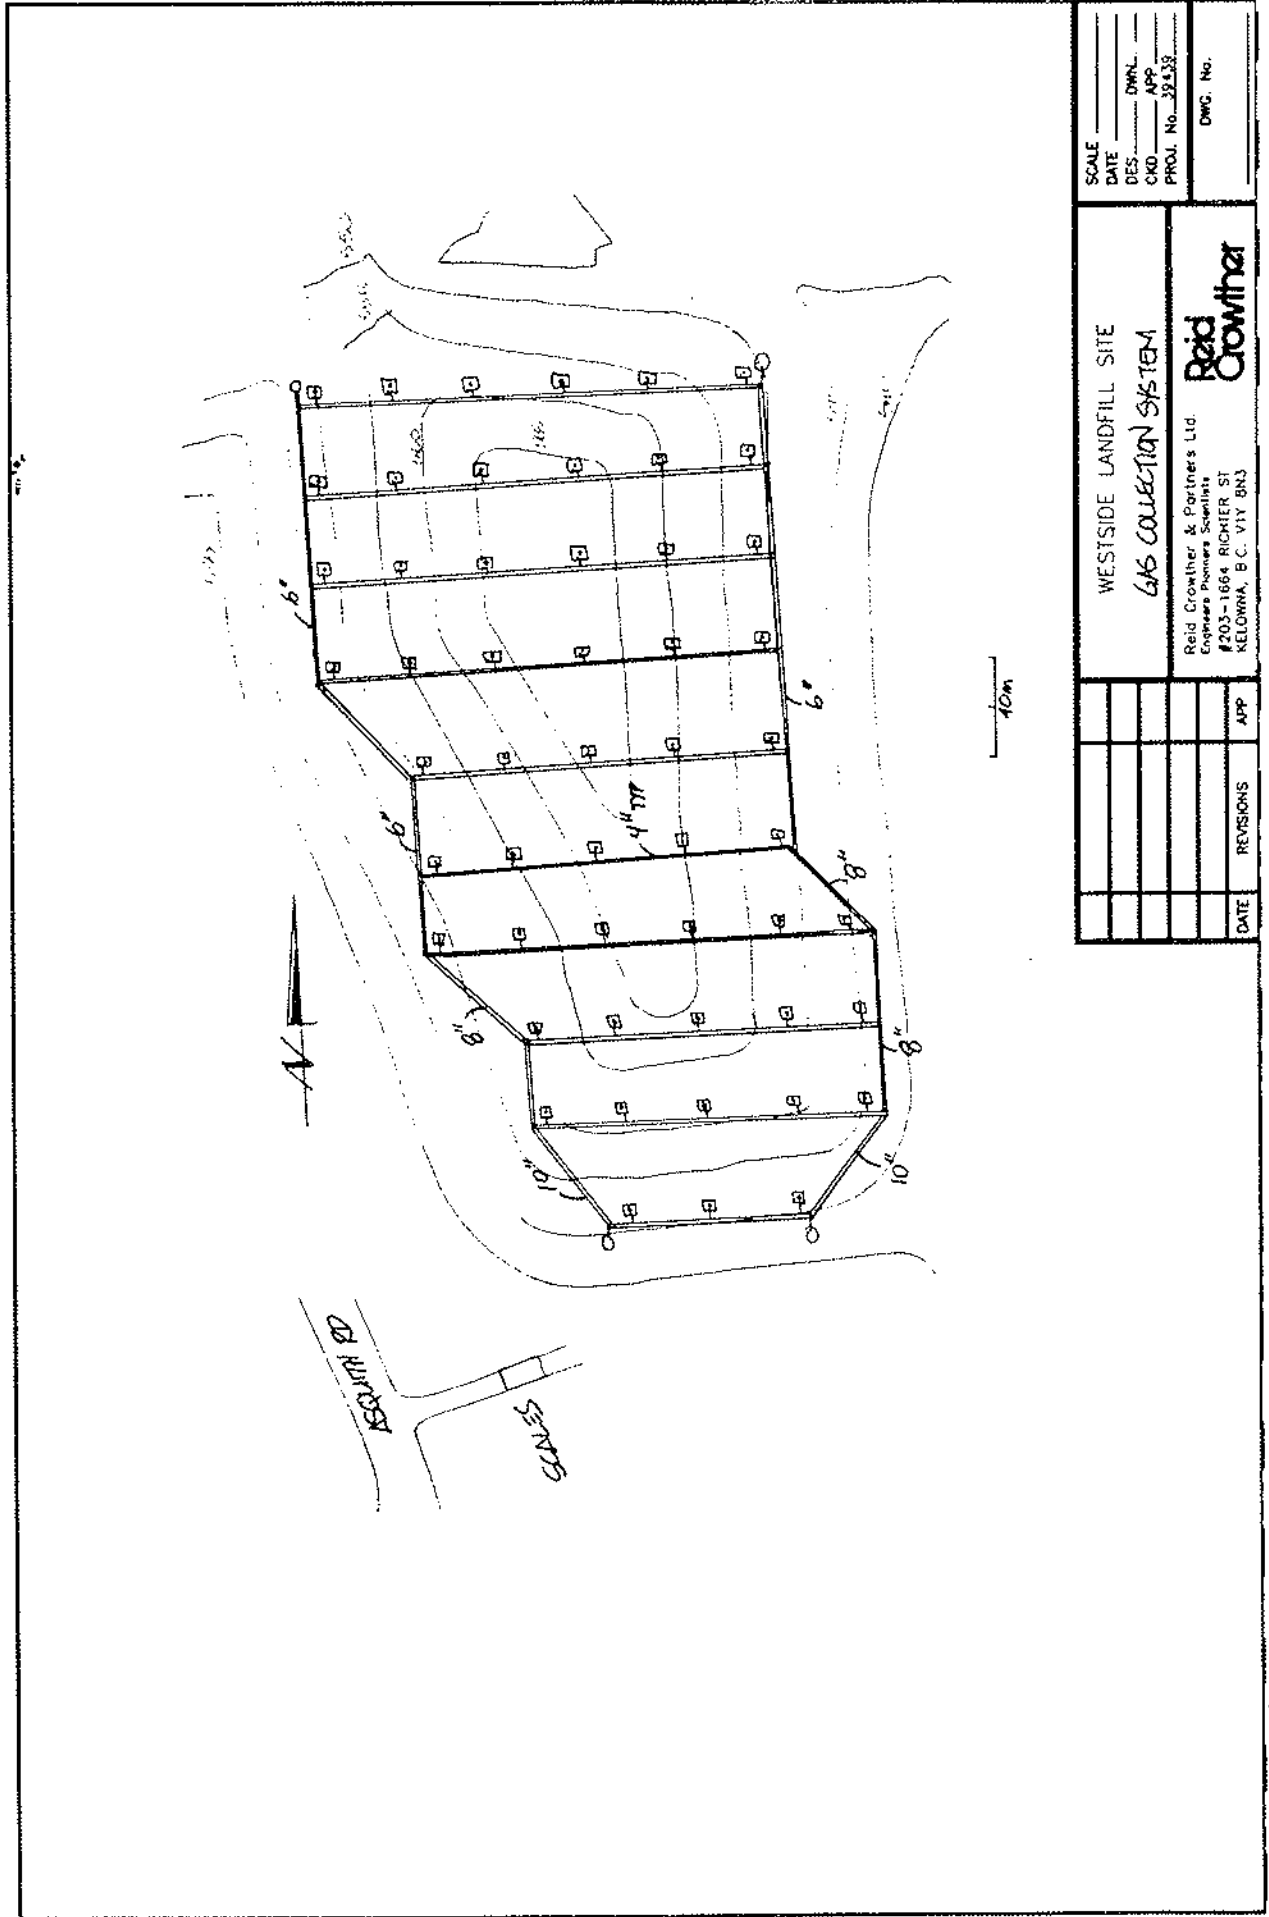 N
6"
6"
8"
10"
4" TYP
6"
8"
8"
10"
40m
ASQUITH RD
SCALES
DATE
REVISIONS
APP
WESTSIDE LANDFILL SITE
GAS COLLECTION SYSTEM
Reid Crowther & Partners Ltd.
Engineers Planners Scientists
#203-1664 RICHTER ST
KELOWNA, B.C. V1Y 8N3
Reid
Crowther
SCALE
DATE
DES. DWN.
CKD. APP.
PROJ. No. 39439
DWG. No.